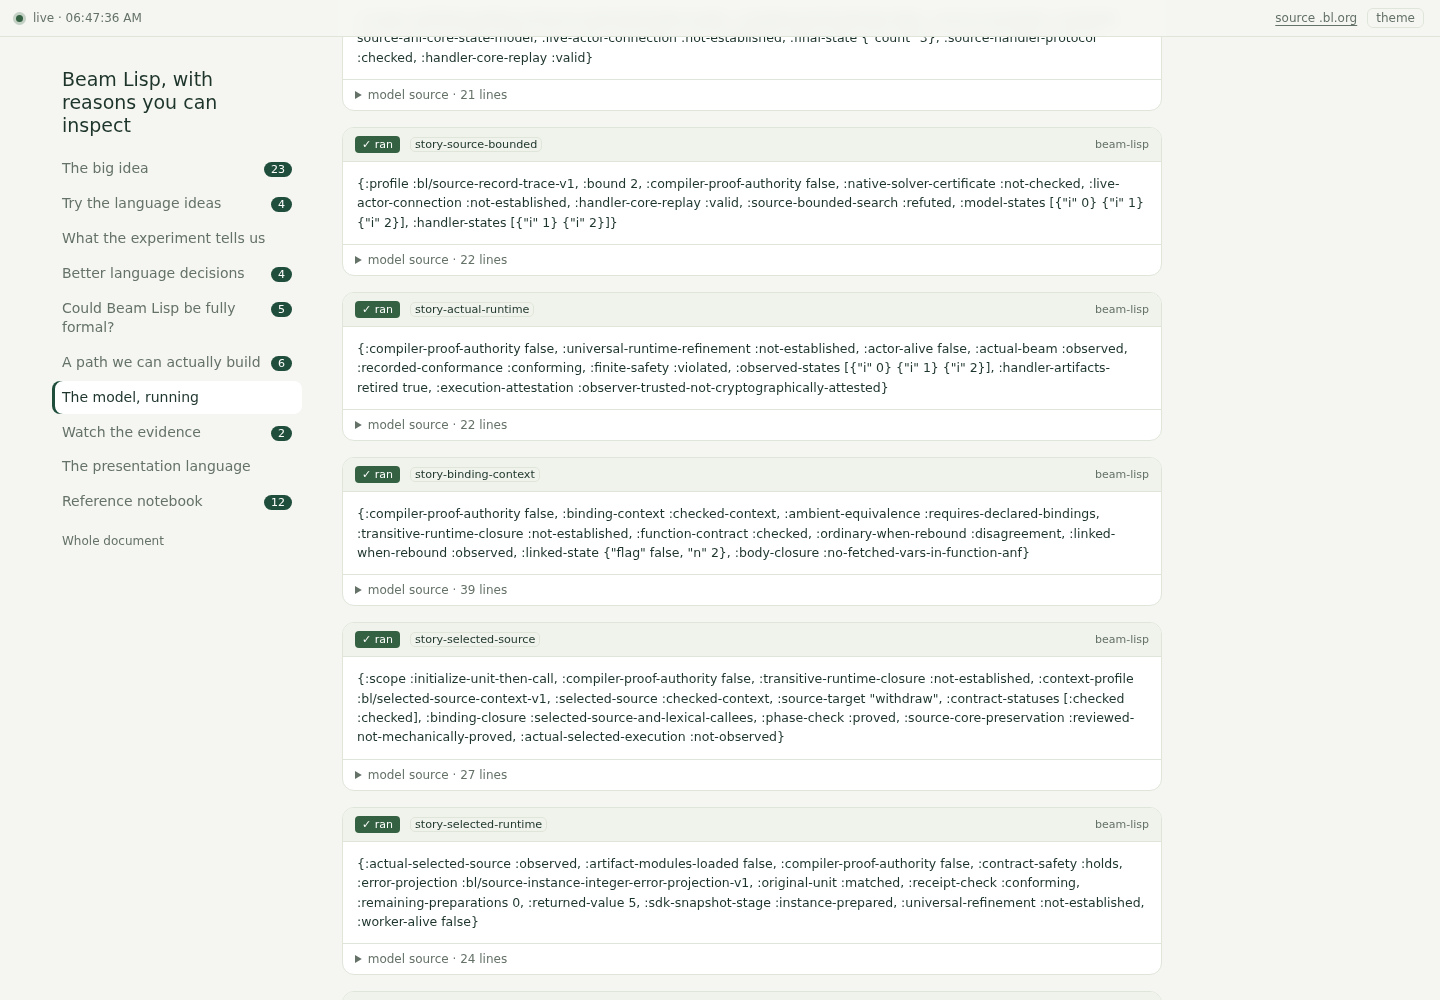 live · 06:47:36 AM
source .bl.org
theme
Beam Lisp, with
reasons you can
inspect
The big idea
23
Try the language ideas
4
What the experiment tells us
Better language decisions
4
Could Beam Lisp be fully
formal?
5
A path we can actually build
6
The model, running
Watch the evidence
2
The presentation language
Reference notebook
12
Whole document
source-anf-core-state-model, :live-actor-connection :not-established, :final-state {"count" 3}, :source-handler-protocol
:checked, :handler-core-replay :valid}
model source · 21 lines
✓ ran
story-source-bounded
beam-lisp
{:profile :bl/source-record-trace-v1, :bound 2, :compiler-proof-authority false, :native-solver-certificate :not-checked, :live-
actor-connection :not-established, :handler-core-replay :valid, :source-bounded-search :refuted, :model-states [{"i" 0} {"i" 1}
{"i" 2}], :handler-states [{"i" 1} {"i" 2}]}
model source · 22 lines
✓ ran
story-actual-runtime
beam-lisp
{:compiler-proof-authority false, :universal-runtime-refinement :not-established, :actor-alive false, :actual-beam :observed,
:recorded-conformance :conforming, :finite-safety :violated, :observed-states [{"i" 0} {"i" 1} {"i" 2}], :handler-artifacts-
retired true, :execution-attestation :observer-trusted-not-cryptographically-attested}
model source · 22 lines
✓ ran
story-binding-context
beam-lisp
{:compiler-proof-authority false, :binding-context :checked-context, :ambient-equivalence :requires-declared-bindings,
:transitive-runtime-closure :not-established, :function-contract :checked, :ordinary-when-rebound :disagreement, :linked-
when-rebound :observed, :linked-state {"flag" false, "n" 2}, :body-closure :no-fetched-vars-in-function-anf}
model source · 39 lines
✓ ran
story-selected-source
beam-lisp
{:scope :initialize-unit-then-call, :compiler-proof-authority false, :transitive-runtime-closure :not-established, :context-profile
:bl/selected-source-context-v1, :selected-source :checked-context, :source-target "withdraw", :contract-statuses [:checked
:checked], :binding-closure :selected-source-and-lexical-callees, :phase-check :proved, :source-core-preservation :reviewed-
not-mechanically-proved, :actual-selected-execution :not-observed}
model source · 27 lines
✓ ran
story-selected-runtime
beam-lisp
{:actual-selected-source :observed, :artifact-modules-loaded false, :compiler-proof-authority false, :contract-safety :holds,
:error-projection :bl/source-instance-integer-error-projection-v1, :original-unit :matched, :receipt-check :conforming,
:remaining-preparations 0, :returned-value 5, :sdk-snapshot-stage :instance-prepared, :universal-refinement :not-established,
:worker-alive false}
model source · 24 lines